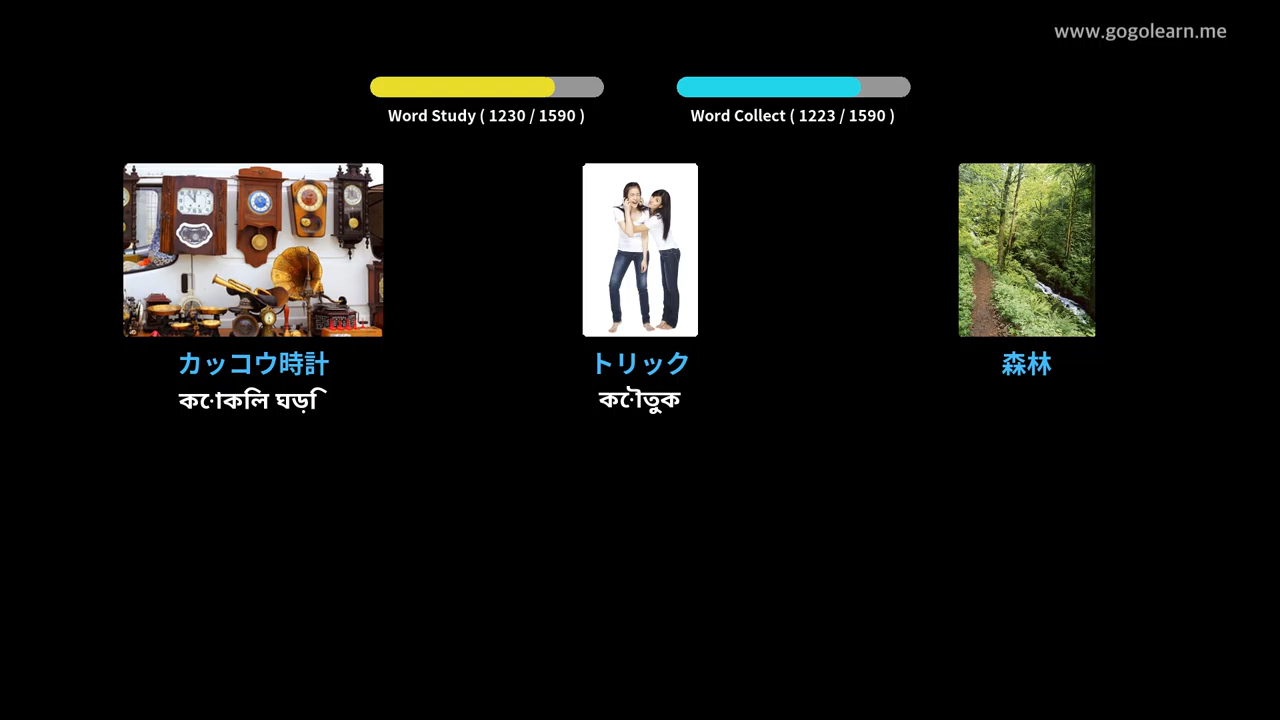 www.gogolearn.me
Word Study ( 1230 / 1590 )
Word Collect ( 1223 / 1590 )
カッコウ時計
কোকিল ঘড়ি
トリック
কৌতুক
森林